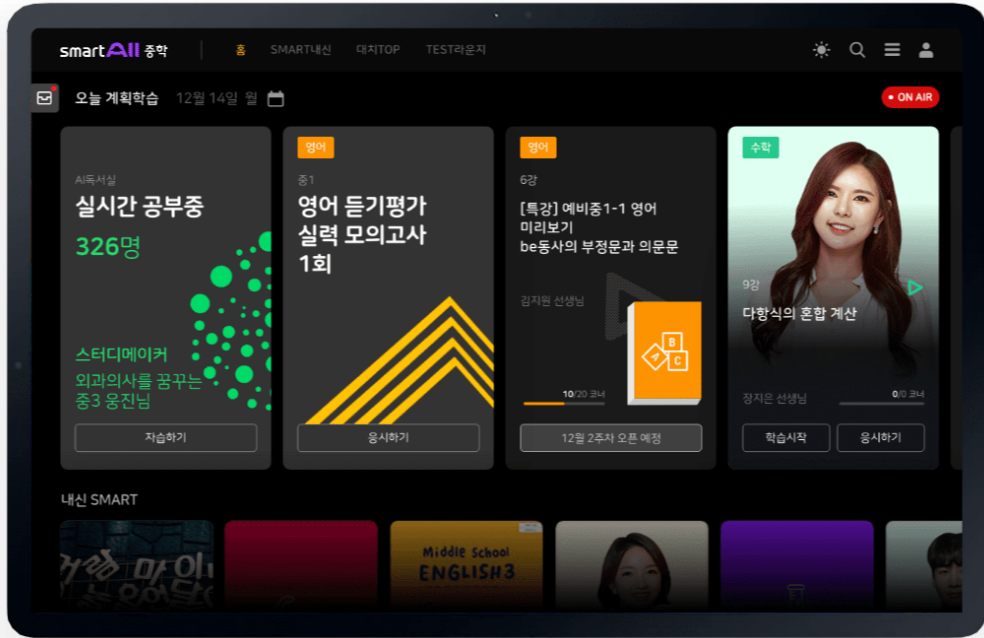 smartAll 중학
홈 SMART내신 대치TOP TEST라운지
오늘 계획학습 12월 14일 월
ON AIR
AI독서실
실시간 공부중
326명
스터디메이커
외과의사를 꿈꾸는
중3 웅진님
자습하기
영어
중1
영어 듣기평가
실력 모의고사
1회
응시하기
영어
6강
[특강] 예비중1-1 영어
미리보기
be동사의 부정문과 의문문
김지원 선생님
A B C
10/20 코너
12월 2주차 오픈 예정
수학
9강
다항식의 혼합 계산
장지은 선생님
0/0 코너
학습시작
응시하기
내신 SMART
Middle School
ENGLISH3